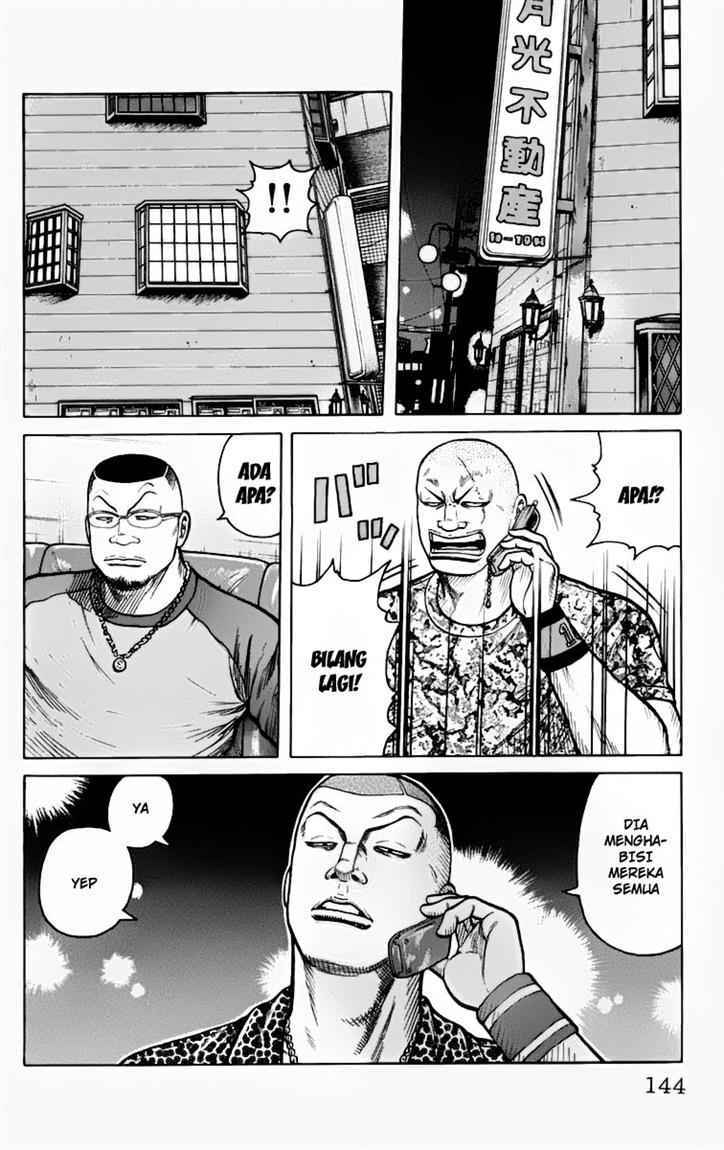 月光不動産
!!
APA!?
BILANG
LAGI!
バッ
ADA
APA?
DIA
MENGHA-
BISI
MEREKA
SEMUA
YA
YEP
144